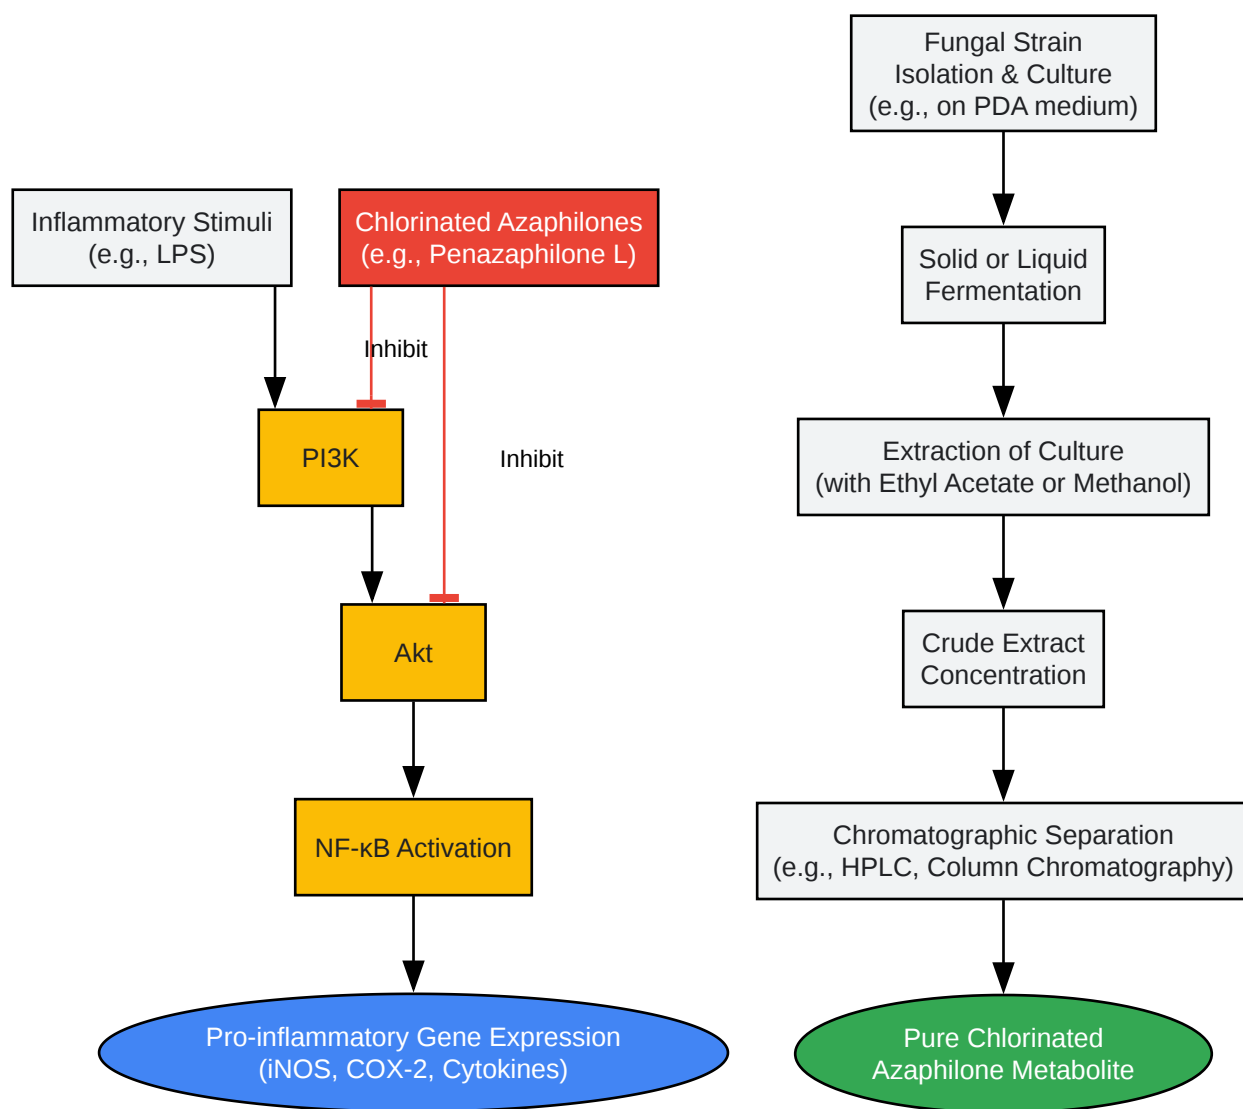 Inflammatory Stimuli
(e.g., LPS)
Chlorinated Azaphilones
(e.g., Penazaphilone L)
Inhibit
PI3K
Inhibit
Akt
NF-κB Activation
Pro-inflammatory Gene Expression
(iNOS, COX-2, Cytokines)
Fungal Strain
Isolation & Culture
(e.g., on PDA medium)
Solid or Liquid
Fermentation
Extraction of Culture
(with Ethyl Acetate or Methanol)
Crude Extract
Concentration
Chromatographic Separation
(e.g., HPLC, Column Chromatography)
Pure Chlorinated
Azaphilone Metabolite